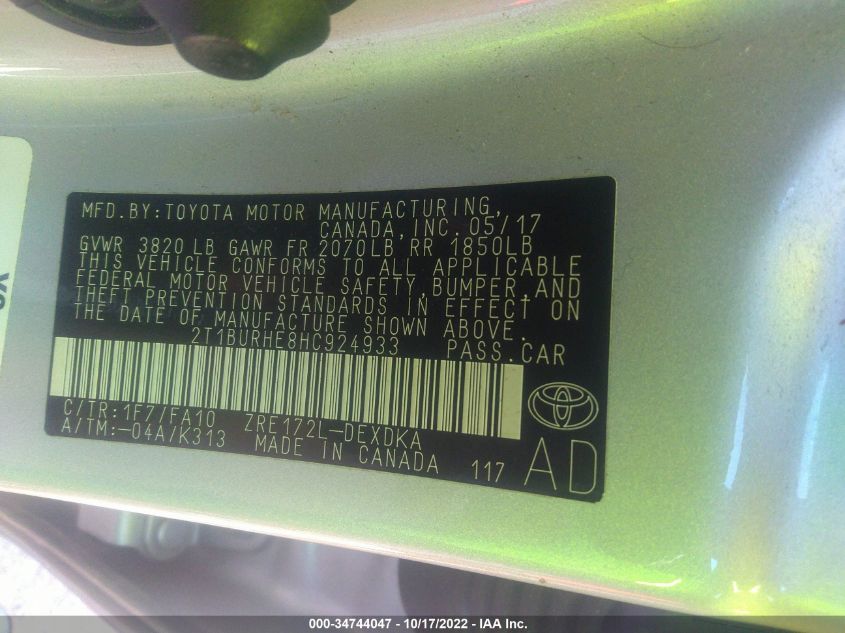 MFD.BY:TOYOTA MOTOR MANUFACTURING,
CANADA,INC. 05/17
GVWR 3820 LB GAWR FR 2070LB RR 1850LB
THIS VEHICLE CONFORMS TO ALL APPLICABLE
FEDERAL MOTOR VEHICLE SAFETY, BUMPER,AND
THEFT PREVENTION STANDARDS IN EFFECT ON
THE DATE OF MANUFACTURE SHOWN ABOVE.
2T1BURHE8HC924933 PASS.CAR
C/TR:1F7/FA10 ZRE172L-DEXDKA
A/TM:-04A/K313 MADE IN CANADA 117 AD
000-34744047 - 10/17/2022 - IAA Inc.